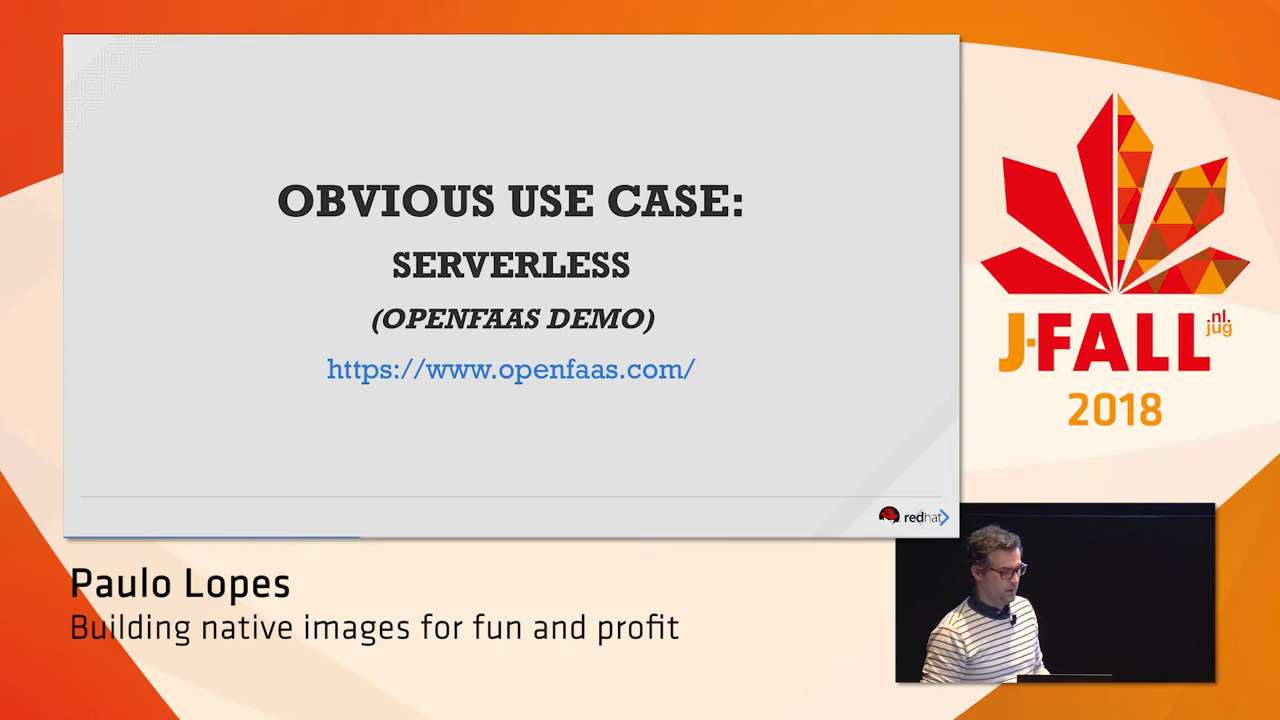 OBVIOUS USE CASE:
SERVERLESS
(OPENFAAS DEMO)
https://www.openfaas.com/
redhat
J-FALL
.nl.
jug
2018
Paulo Lopes
Building native images for fun and profit